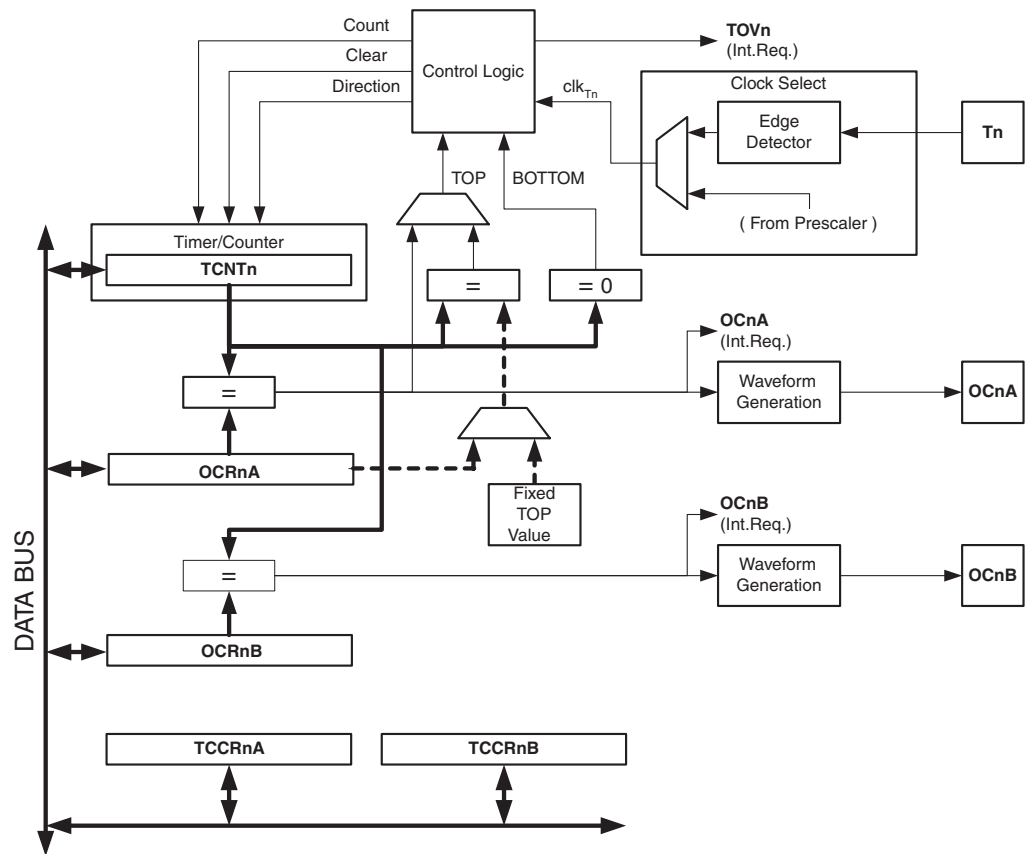 Count
Clear
Direction
Control Logic
TOVn
(Int.Req.)
clkTn
Clock Select
Edge
Detector
Tn
( From Prescaler )
TOP
BOTTOM
Timer/Counter
TCNTn
=
= 0
OCnA
(Int.Req.)
=
Waveform
Generation
OCnA
OCRnA
Fixed
TOP
Value
OCnB
(Int.Req.)
=
Waveform
Generation
OCnB
OCRnB
DATA BUS
TCCRnA
TCCRnB